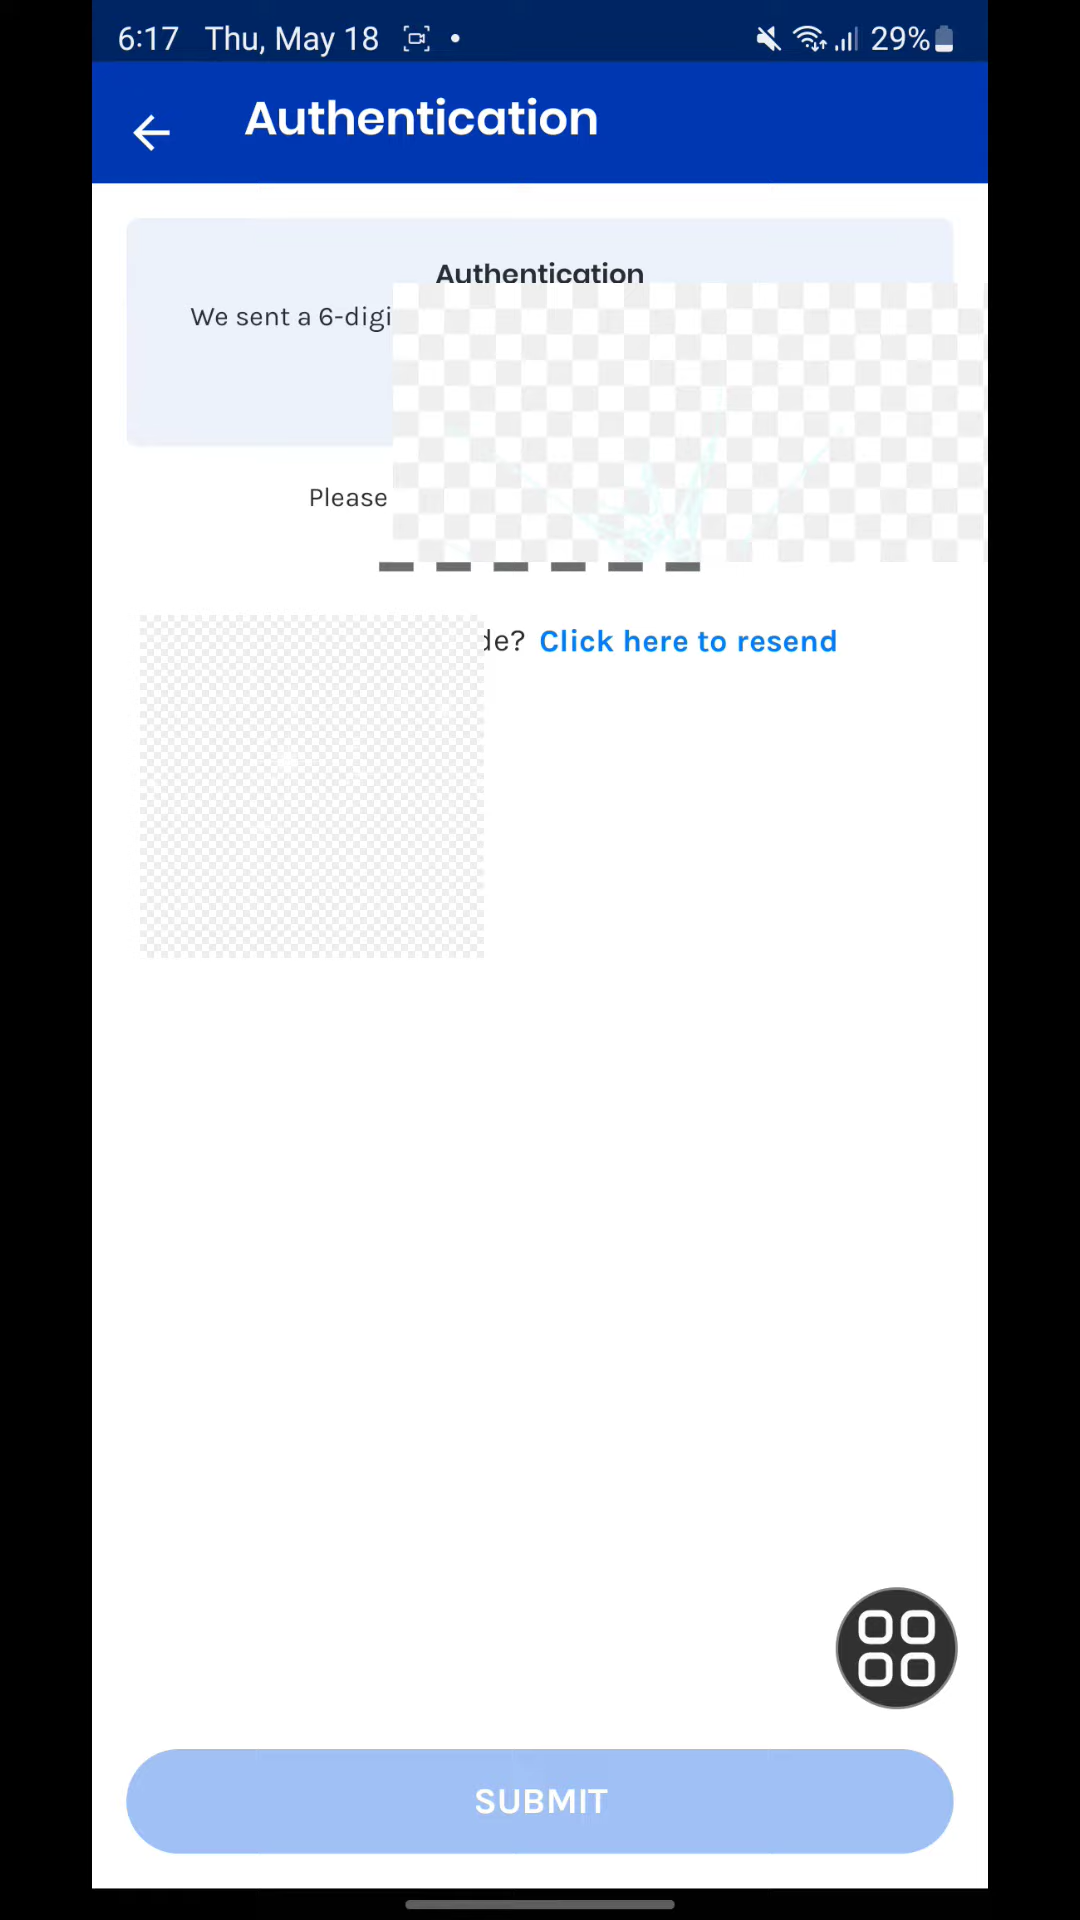 6:17 Thu, May 18 29%
Authentication
Authentication
We sent a 6-digi
Please
de? Click here to resend
SUBMIT